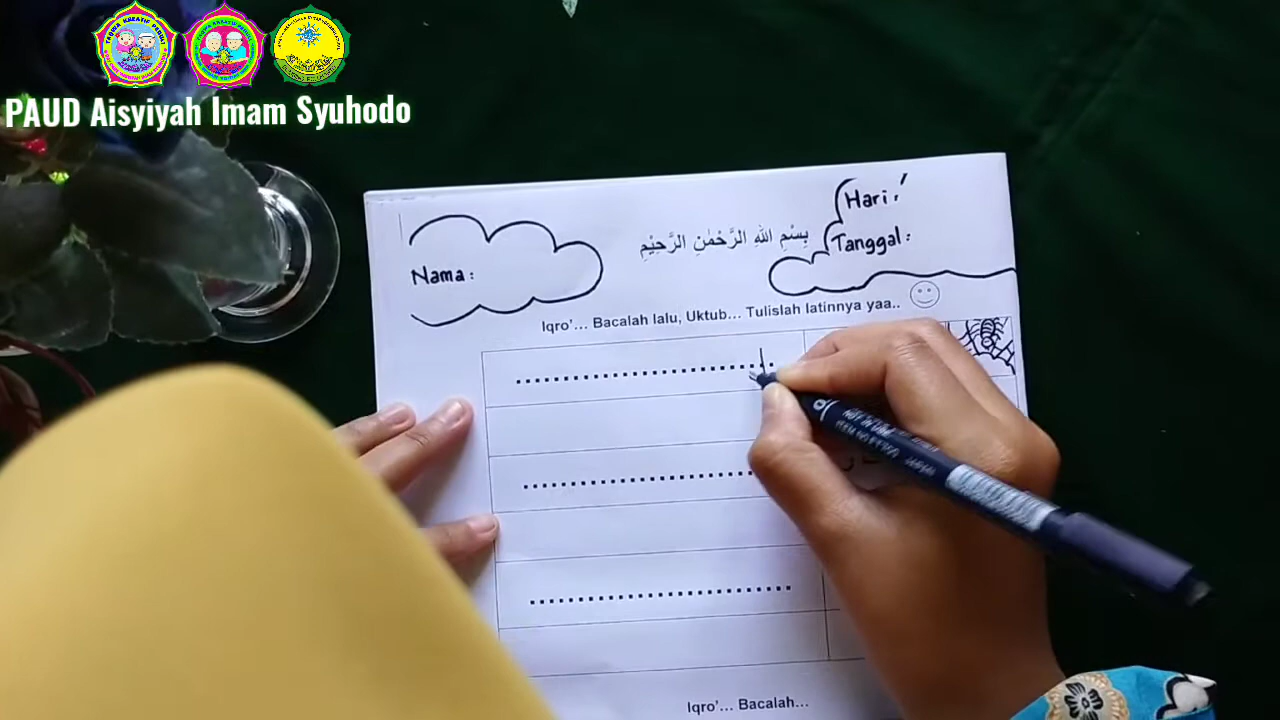 PAUD Aisyiyah Imam Syuhodo
Hari :
بِسْمِ اللهِ الرَّحْمٰنِ الرَّحِيْمِ
Tanggal :
Nama :
Iqro'... Bacalah lalu, Uktub... Tulislah latinnya yaa..
Iqro'... Bacalah...